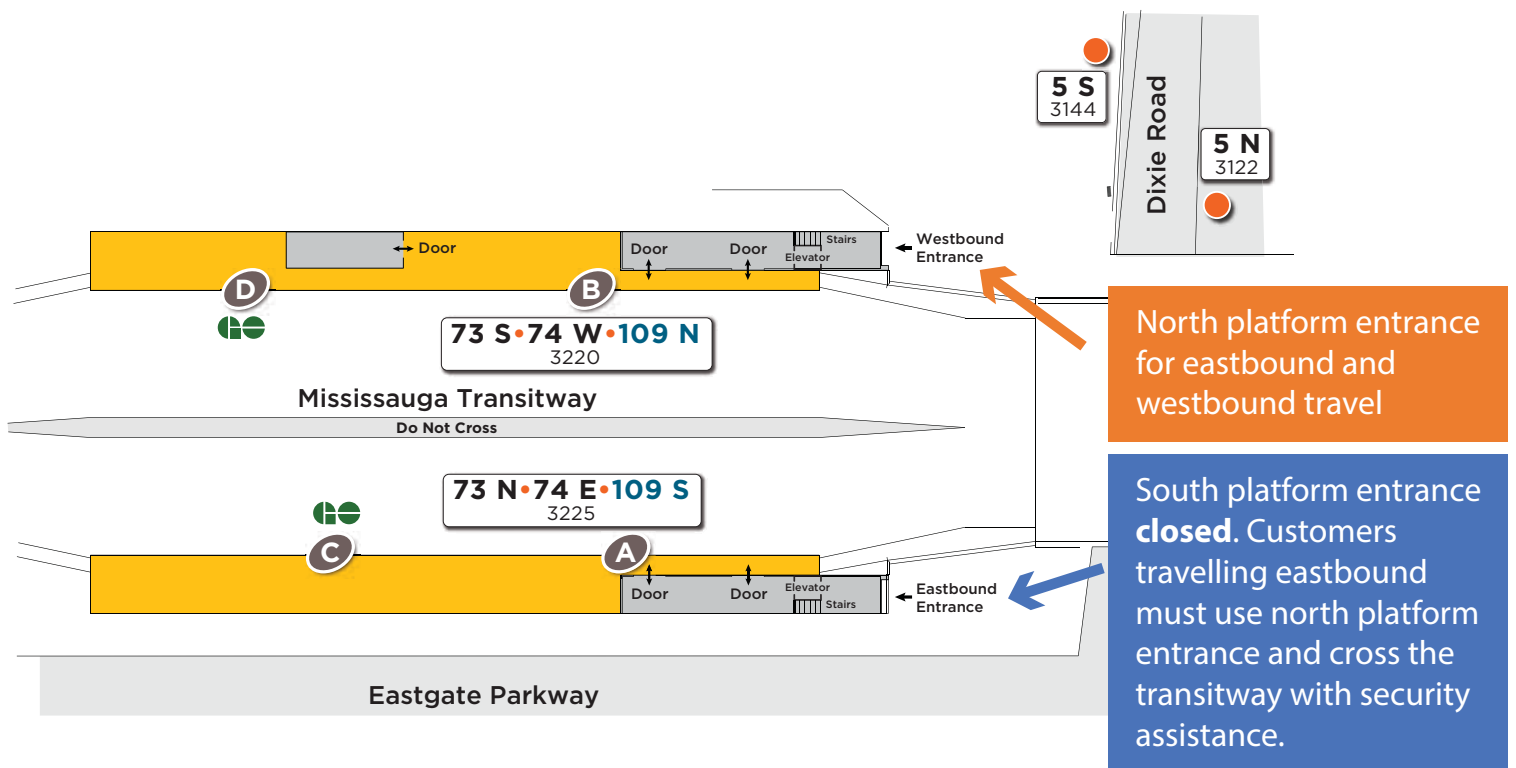 5 S
3144
Dixie Road
5 N
3122
Door
Door
Door
Stairs
Elevator
Westbound
Entrance
D
B
GO
73 S•74 W•109 N
3220
North platform entrance
for eastbound and
westbound travel
Mississauga Transitway
Do Not Cross
73 N•74 E•109 S
3225
GO
C
A
Door
Door
Elevator
Stairs
Eastbound
Entrance
South platform entrance
closed. Customers
travelling eastbound
must use north platform
entrance and cross the
transitway with security
assistance.
Eastgate Parkway